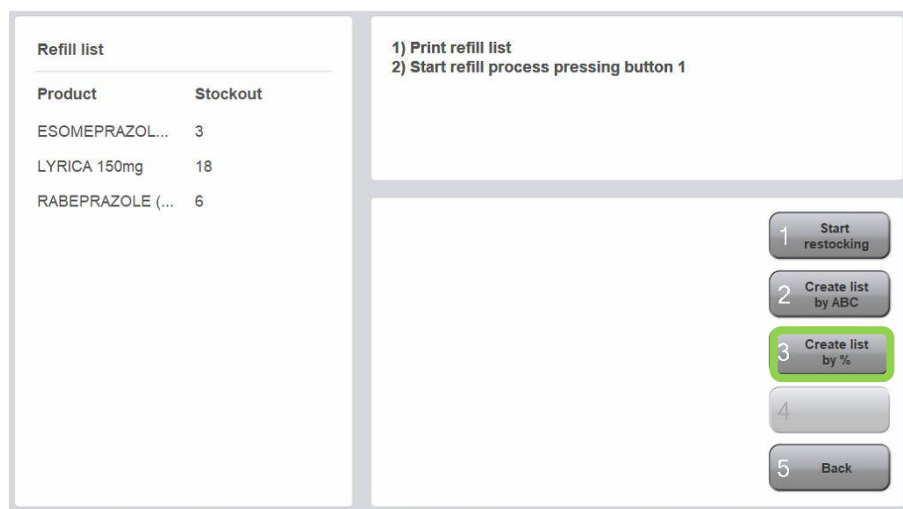 Refill list
Product Stockout
ESOMEPRAZOL... 3
LYRICA 150mg 18
RABEPRAZOLE (... 6
1) Print refill list
2) Start refill process pressing button 1
1 Start
restocking
2 Create list
by ABC
3 Create list
by %
4
5 Back